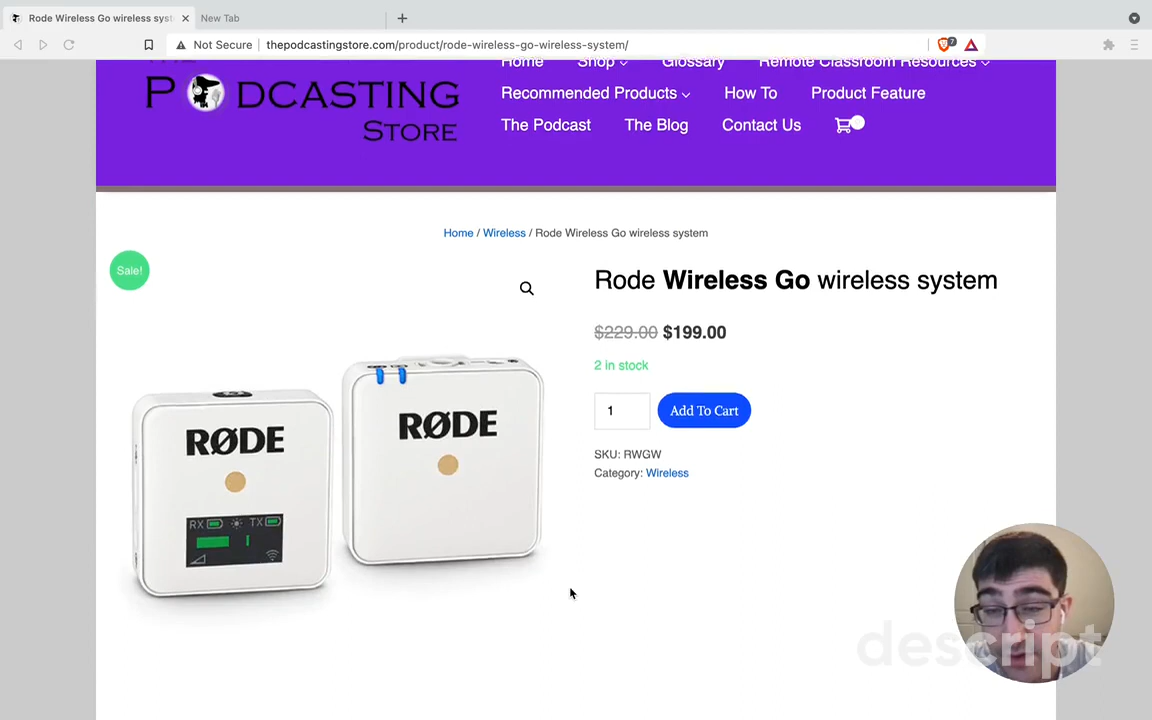 Rode Wireless Go wireless syst
New Tab
Not Secure
thepodcastingstore.com/product/rode-wireless-go-wireless-system/
7
Home
Shop
Glossary
Remote Classroom Resources
PODCASTING
STORE
Recommended Products
How To
Product Feature
The Podcast
The Blog
Contact Us
Home / Wireless / Rode Wireless Go wireless system
Sale!
Rode Wireless Go wireless system
$229.00 $199.00
2 in stock
1
Add To Cart
SKU: RWGW
Category: Wireless
RØDE
RX
TX
RØDE
descript